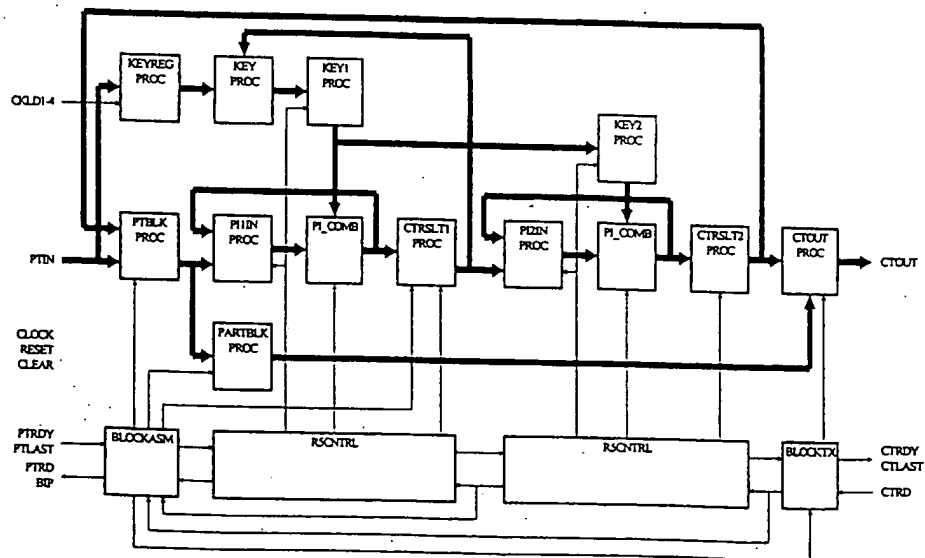 KEYREG
PROC
KEY
PROC
KEY1
PROC
CKLD1-4
KEY2
PROC
PTBLK
PROC
PI1IN
PROC
PI_COMB
CTRSLT1
PROC
PI2IN
PROC
PI_COMB
CTRSLT2
PROC
CTOUT
PROC
PTIN
CTOUT
PARTBLK
PROC
CLOCK
RESET
CLEAR
PTRDY
PTLAST
PTRD
BIP
BLOCKASM
R5CNTRL
R5CNTRL
BLOCKTX
CTRDY
CTLAST
CTRD